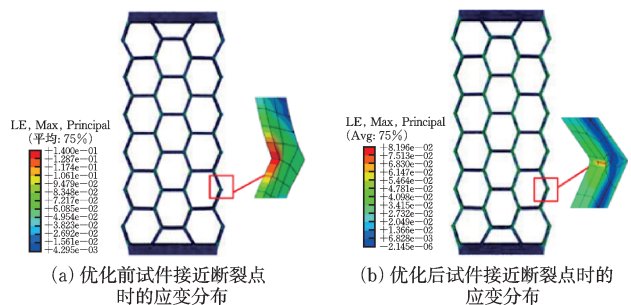 LE, Max, Principal
(平均: 75%)
+1.400e-01
+1.287e-01
+1.174e-01
+1.061e-01
+9.479e-02
+8.348e-02
+7.217e-02
+6.085e-02
+4.954e-02
+3.823e-02
+2.692e-02
+1.561e-02
+4.295e-03
(a) 优化前试件接近断裂点
时的应变分布
LE, Max, Principal
(Avg: 75%)
+8.196e-02
+7.513e-02
+6.830e-02
+6.147e-02
+5.464e-02
+4.781e-02
+4.098e-02
+3.415e-02
+2.732e-02
+2.049e-02
+1.366e-02
+6.828e-03
-2.145e-06
(b) 优化后试件接近断裂点时的
应变分布